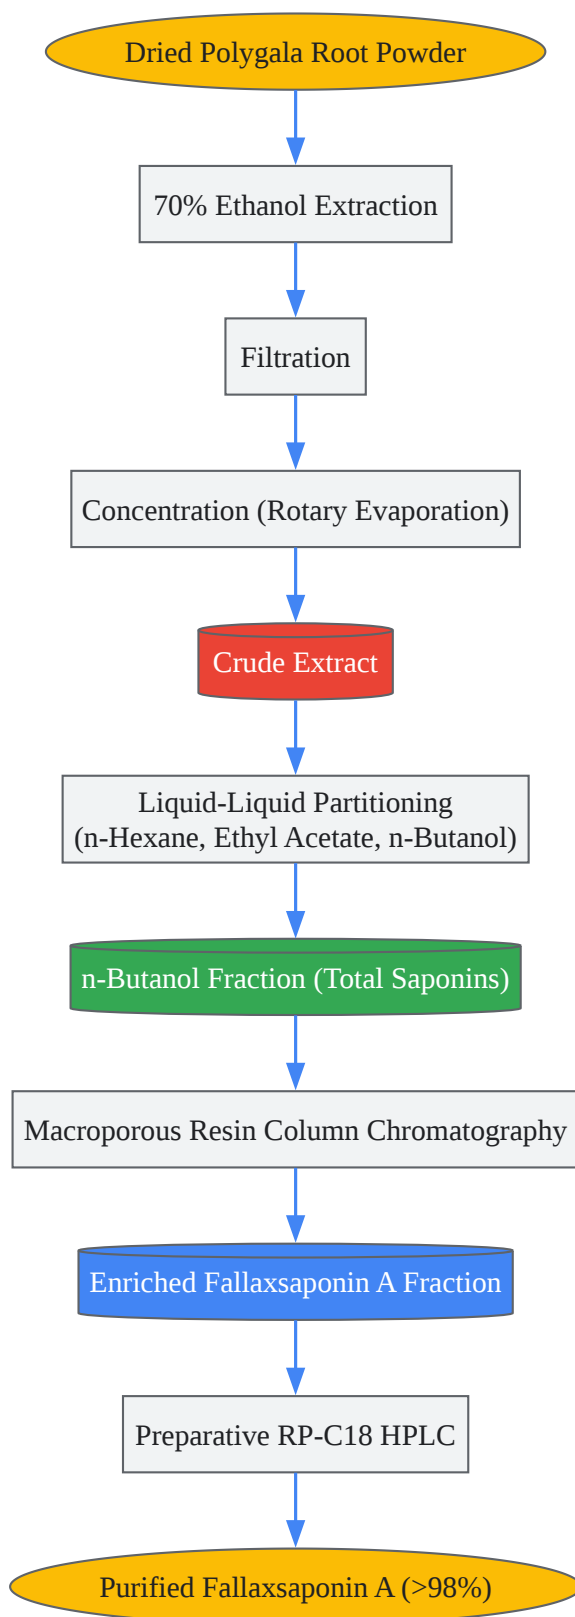 Dried Polygala Root Powder
70% Ethanol Extraction
Filtration
Concentration (Rotary Evaporation)
Crude Extract
Liquid-Liquid Partitioning
(n-Hexane, Ethyl Acetate, n-Butanol)
n-Butanol Fraction (Total Saponins)
Macroporous Resin Column Chromatography
Enriched Fallaxsaponin A Fraction
Preparative RP-C18 HPLC
Purified Fallaxsaponin A (>98%)